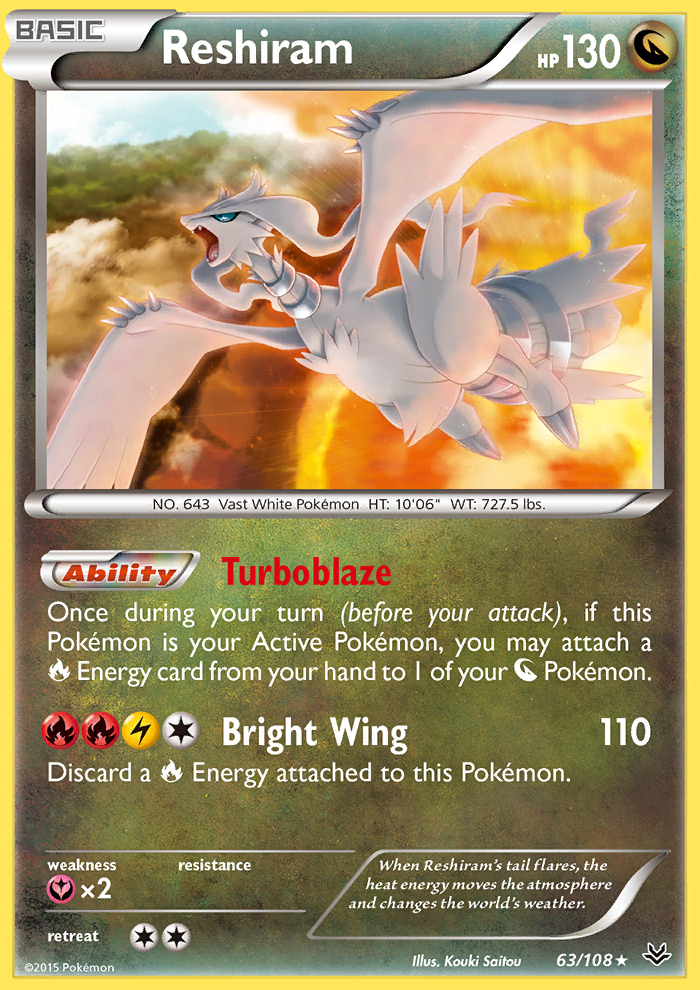 BASIC
Reshiram
HP 130
NO. 643 Vast White Pokémon HT: 10'06" WT: 727.5 lbs.
Ability Turboblaze
Once during your turn (before your attack), if this
Pokémon is your Active Pokémon, you may attach a
Energy card from your hand to 1 of your Pokémon.
Bright Wing 110
Discard a Energy attached to this Pokémon.
weakness resistance
×2
When Reshiram's tail flares, the
heat energy moves the atmosphere
and changes the world's weather.
retreat
Illus. Kouki Saitou 63/108 ★
©2015 Pokémon